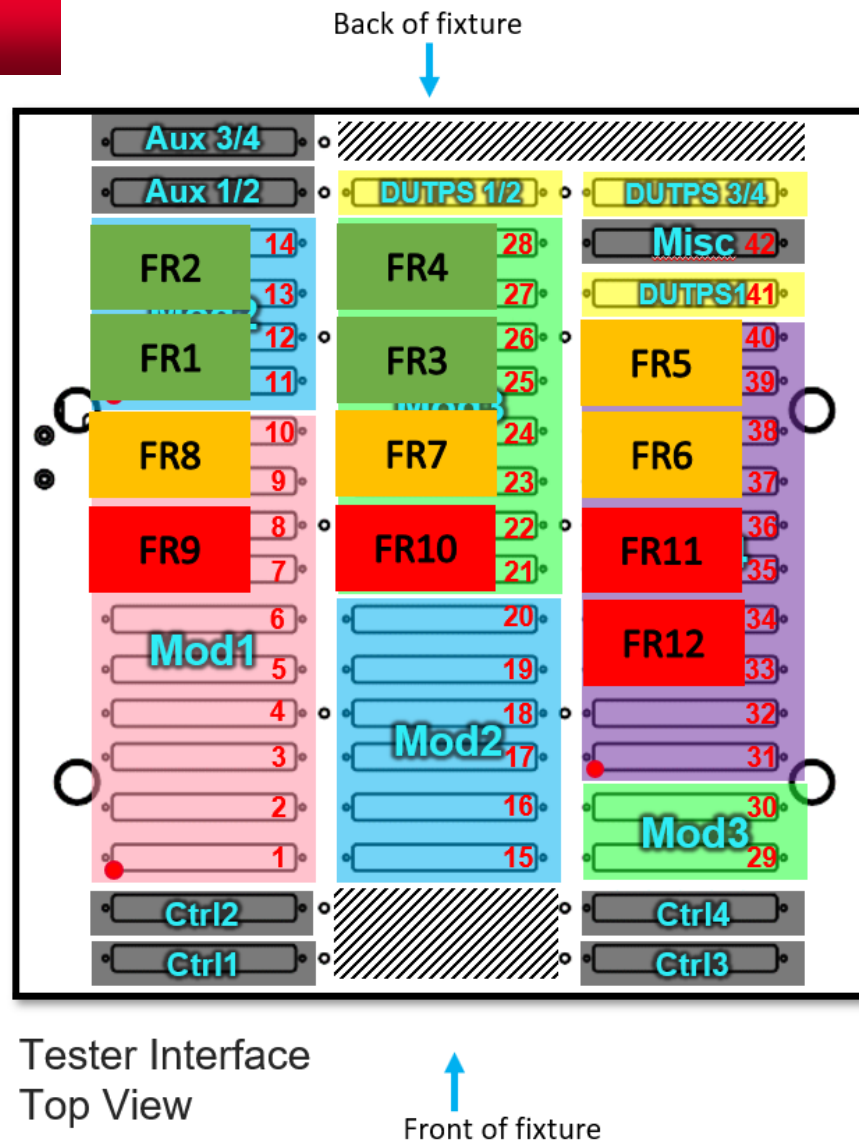 Back of fixture
Aux 3/4
Aux 1/2
DUTPS 1/2
DUTPS 3/4
FR2
14
FR4
28
Misc 42
13
27
DUTPS1 41
FR1
12
FR3
26
FR5
40
11
25
39
FR8
10
FR7
24
FR6
38
9
23
37
FR9
8
FR10
22
FR11
36
7
21
35
6
20
FR12
34
Mod1
5
19
33
4
18
32
Mod2
3
17
31
2
16
30
Mod3
1
15
29
Ctrl2
Ctrl4
Ctrl1
Ctrl3
Tester Interface
Top View
Front of fixture